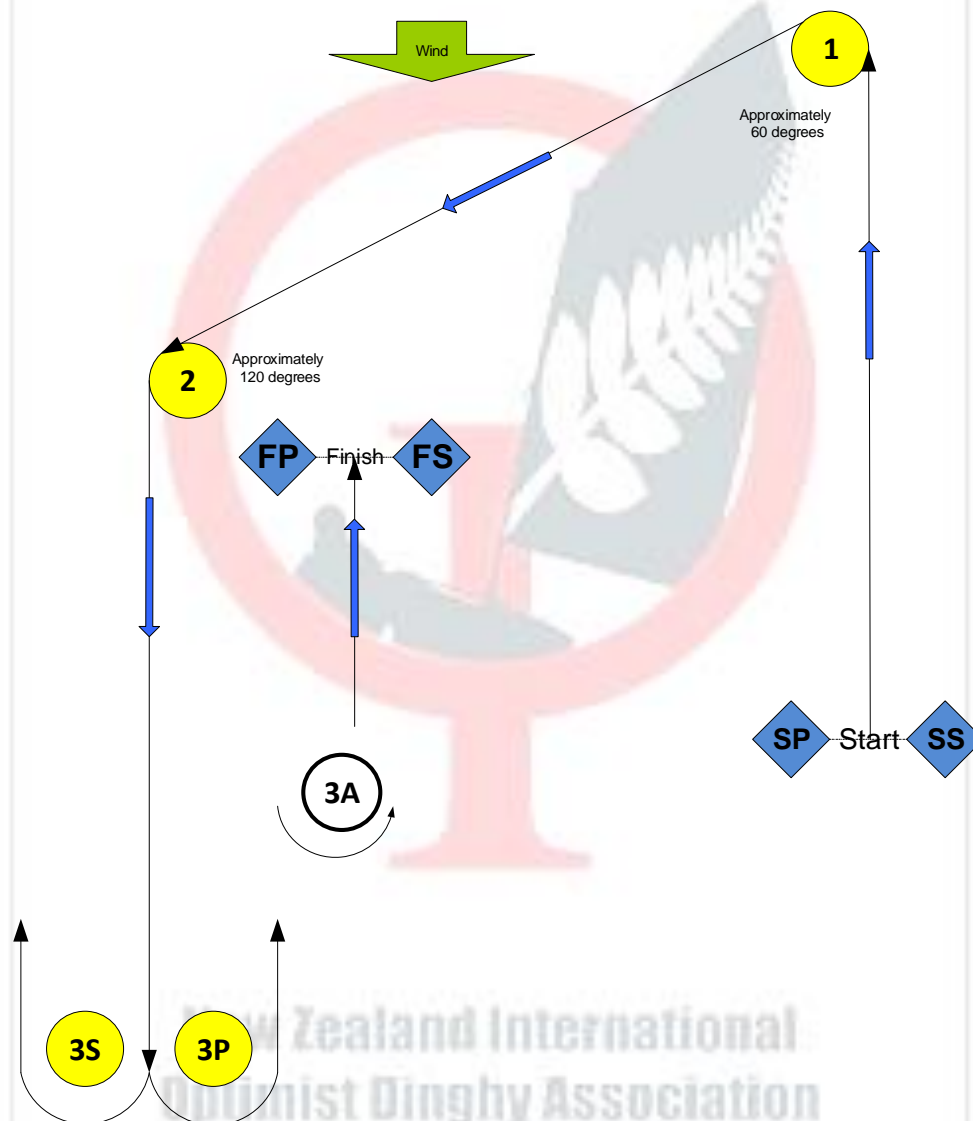 Wind
1
Approximately
60 degrees
2
Approximately
120 degrees
FP
Finish
FS
SP
Start
SS
3A
3S
3P
New Zealand International
Optimist Dinghy Association